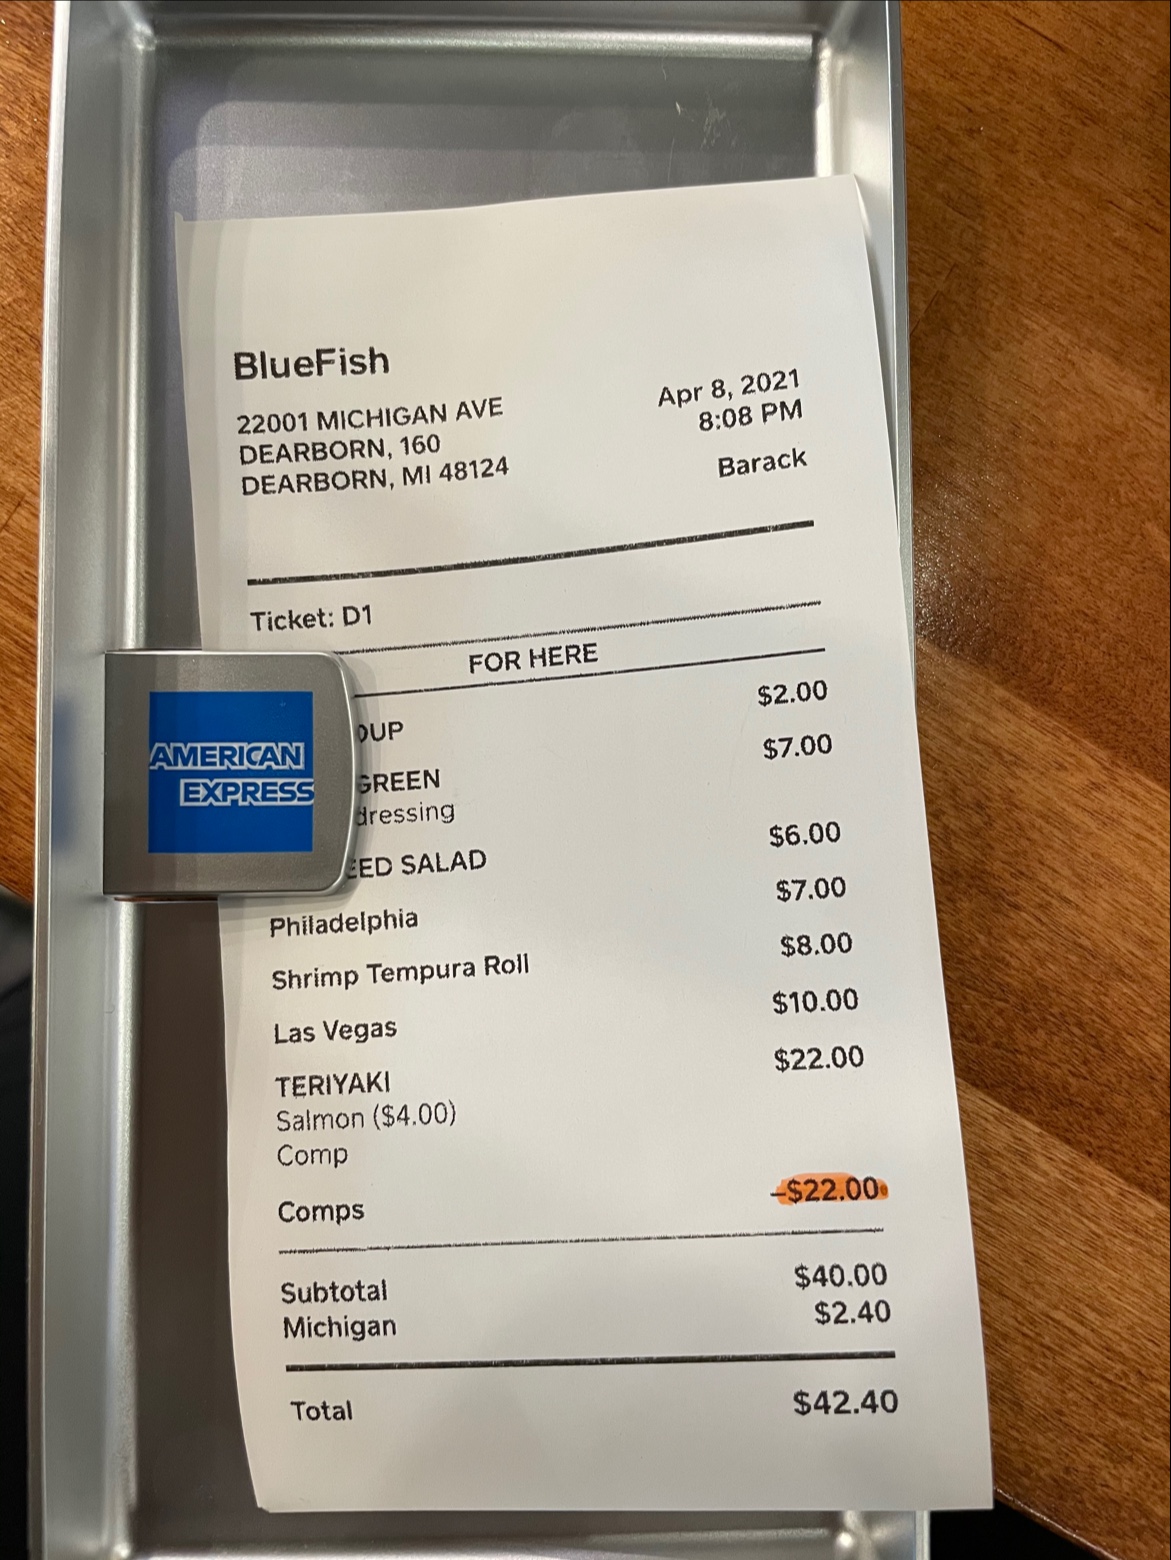 BlueFish
22001 MICHIGAN AVE
DEARBORN, 160
DEARBORN, MI 48124
Apr 8, 2021
8:08 PM
Barack
Ticket: D1
FOR HERE
OUP $2.00
GREEN $7.00
dressing
EED SALAD $6.00
Philadelphia $7.00
Shrimp Tempura Roll $8.00
Las Vegas $10.00
TERIYAKI $22.00
Salmon ($4.00)
Comp
Comps -$22.00
Subtotal $40.00
Michigan $2.40
Total $42.40
AMERICAN
EXPRESS